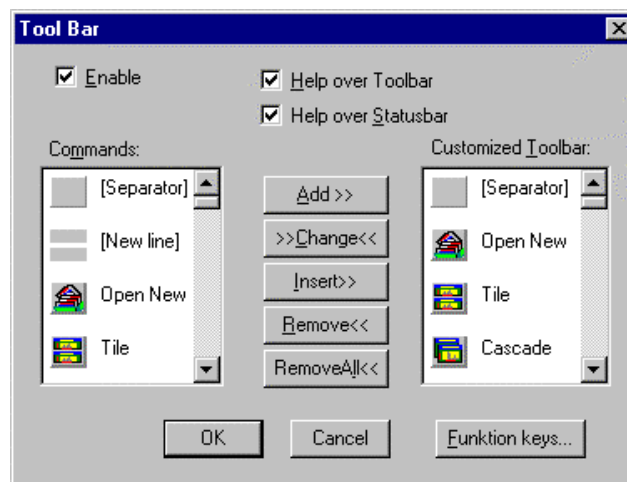 Tool Bar
Enable
Help over Toolbar
Help over Statusbar
Commands:
Customized Toolbar:
[Separator]
[New line]
Open New
Tile
Add >>
>>Change<<
Insert>>
Remove<<
RemoveAll<<
[Separator]
Open New
Tile
Cascade
OK
Cancel
Funktion keys...